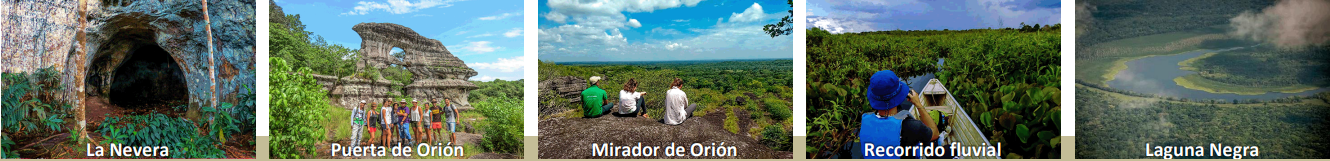 La Nevera
Puerta de Orión
Mirador de Orión
Recorrido fluvial
Laguna Negra